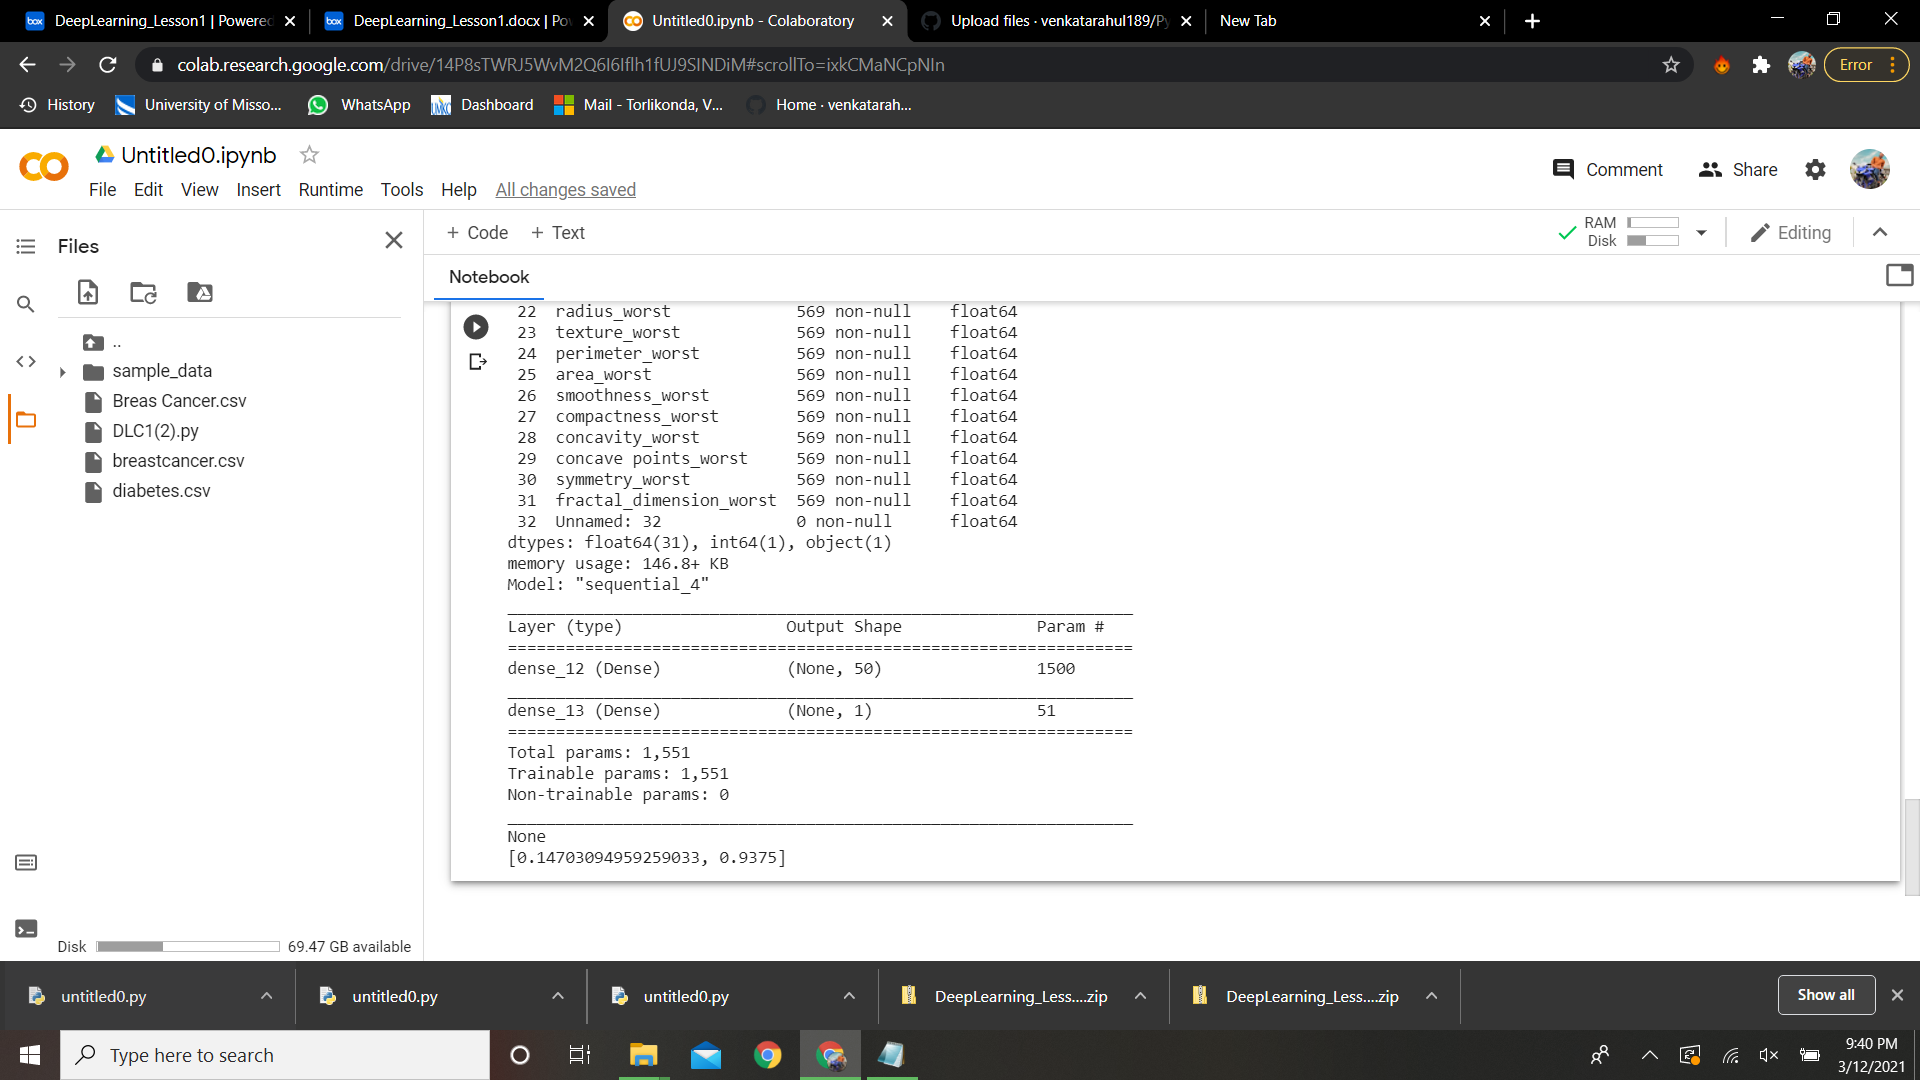 DeepLearning_Lesson1 | Powered
DeepLearning_Lesson1.docx | Po
Untitled0.ipynb - Colaboratory
Upload files · venkatarahul189/Py
New Tab
colab.research.google.com/drive/14P8sTWRJ5WvM2Q6I6Iflh1fUJ9SINDiM#scrollTo=ixkCMaNCpNIn
Error
History
University of Misso...
WhatsApp
Dashboard
Mail - Torlikonda, V...
Home · venkatarah...
Untitled0.ipynb
Comment
Share
File Edit View Insert Runtime Tools Help All changes saved
Files
+ Code + Text
RAM
Disk
Editing
Notebook
..
sample_data
Breas Cancer.csv
DLC1(2).py
breastcancer.csv
diabetes.csv
Disk 69.47 GB available
22 radius_worst 569 non-null float64
23 texture_worst 569 non-null float64
24 perimeter_worst 569 non-null float64
25 area_worst 569 non-null float64
26 smoothness_worst 569 non-null float64
27 compactness_worst 569 non-null float64
28 concavity_worst 569 non-null float64
29 concave points_worst 569 non-null float64
30 symmetry_worst 569 non-null float64
31 fractal_dimension_worst 569 non-null float64
32 Unnamed: 32 0 non-null float64
dtypes: float64(31), int64(1), object(1)
memory usage: 146.8+ KB
Model: "sequential_4"
_________________________________________________________________
Layer (type) Output Shape Param #
=================================================================
dense_12 (Dense) (None, 50) 1500
_________________________________________________________________
dense_13 (Dense) (None, 1) 51
=================================================================
Total params: 1,551
Trainable params: 1,551
Non-trainable params: 0
_________________________________________________________________
None
[0.14703094959259033, 0.9375]
untitled0.py
untitled0.py
untitled0.py
DeepLearning_Less....zip
DeepLearning_Less....zip
Show all
Type here to search
9:40 PM
3/12/2021